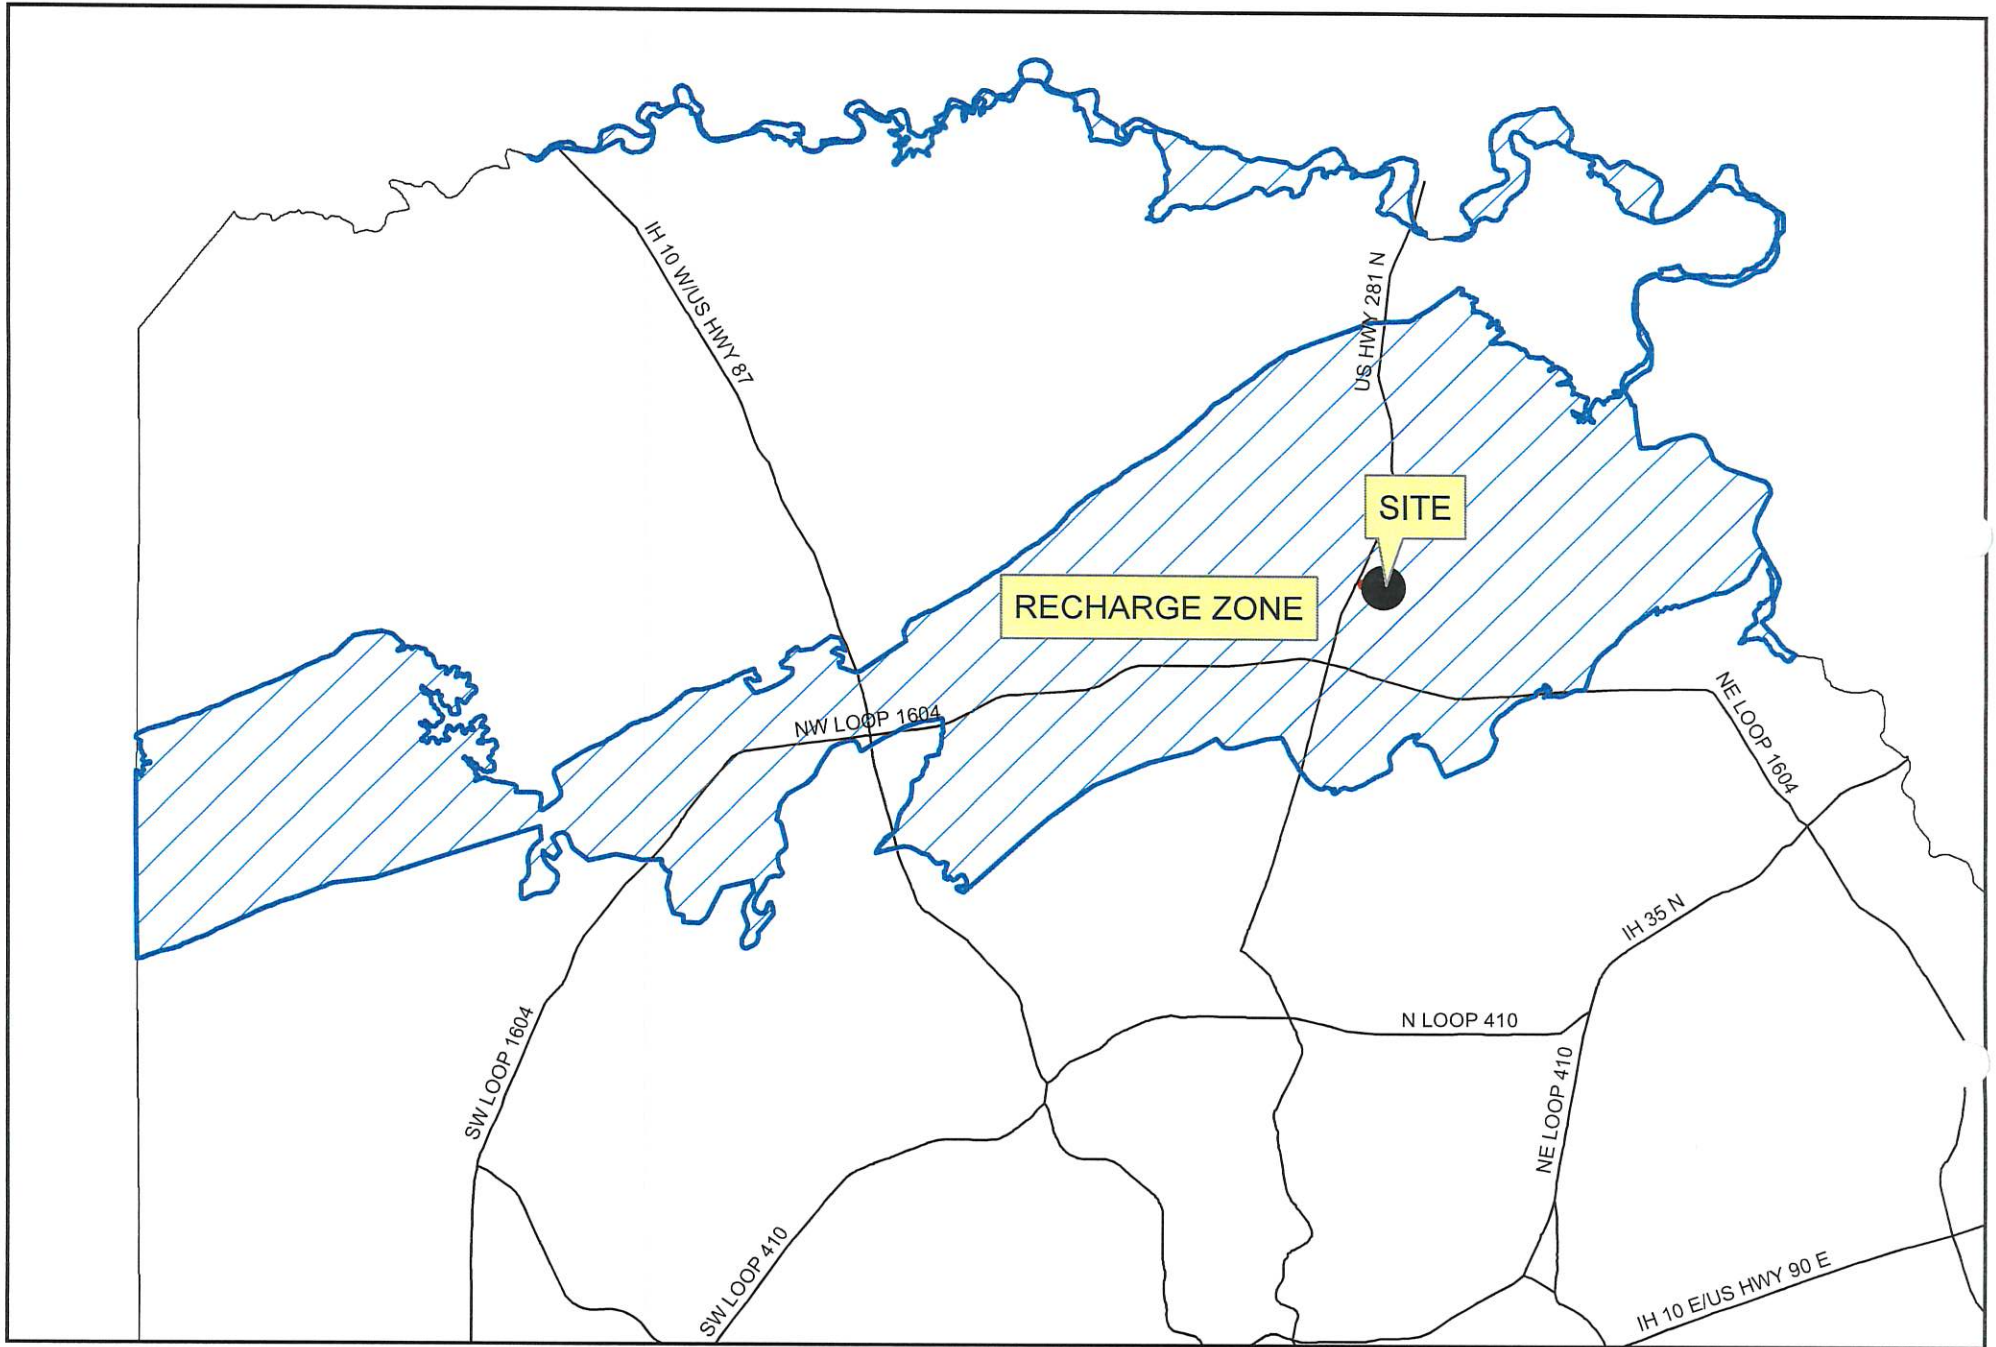 IH 10 W/US HWY 87
US HWY 281 N
SITE
RECHARGE ZONE
NW LOOP 1604
NE LOOP 1604
IH 35 N
N LOOP 410
SW LOOP 1604
NE LOOP 410
SW LOOP 410
IH 10 E/US HWY 90 E